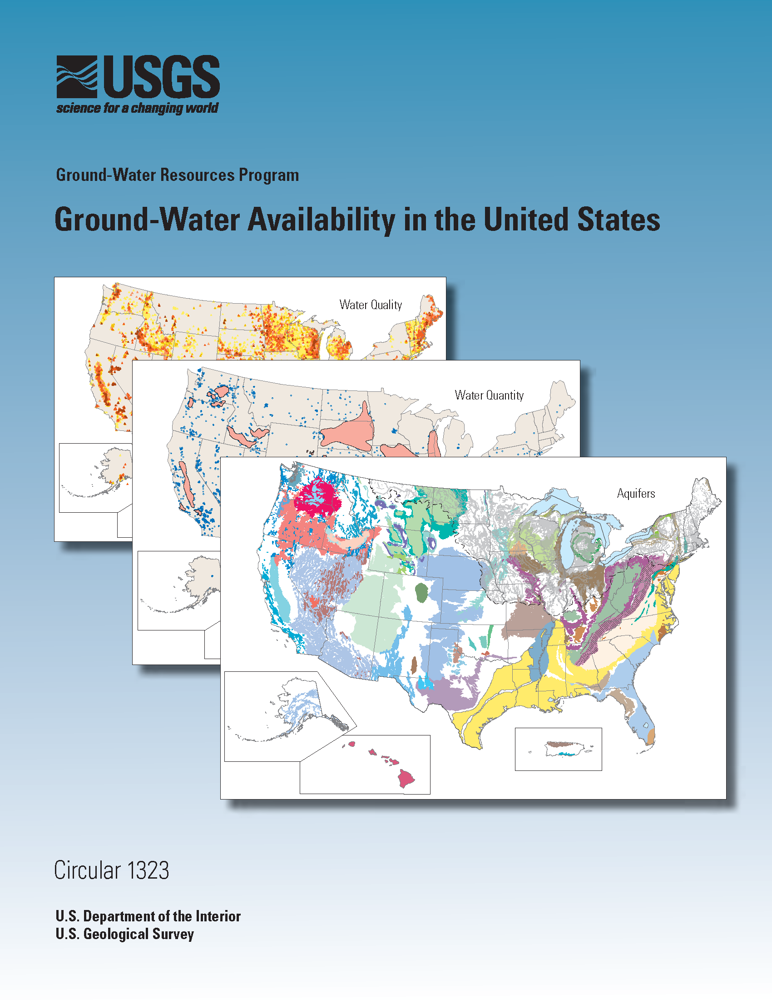 USGS
science for a changing world
Ground-Water Resources Program
Ground-Water Availability in the United States
Water Quality
Water Quantity
Aquifers
Circular 1323
U.S. Department of the Interior
U.S. Geological Survey